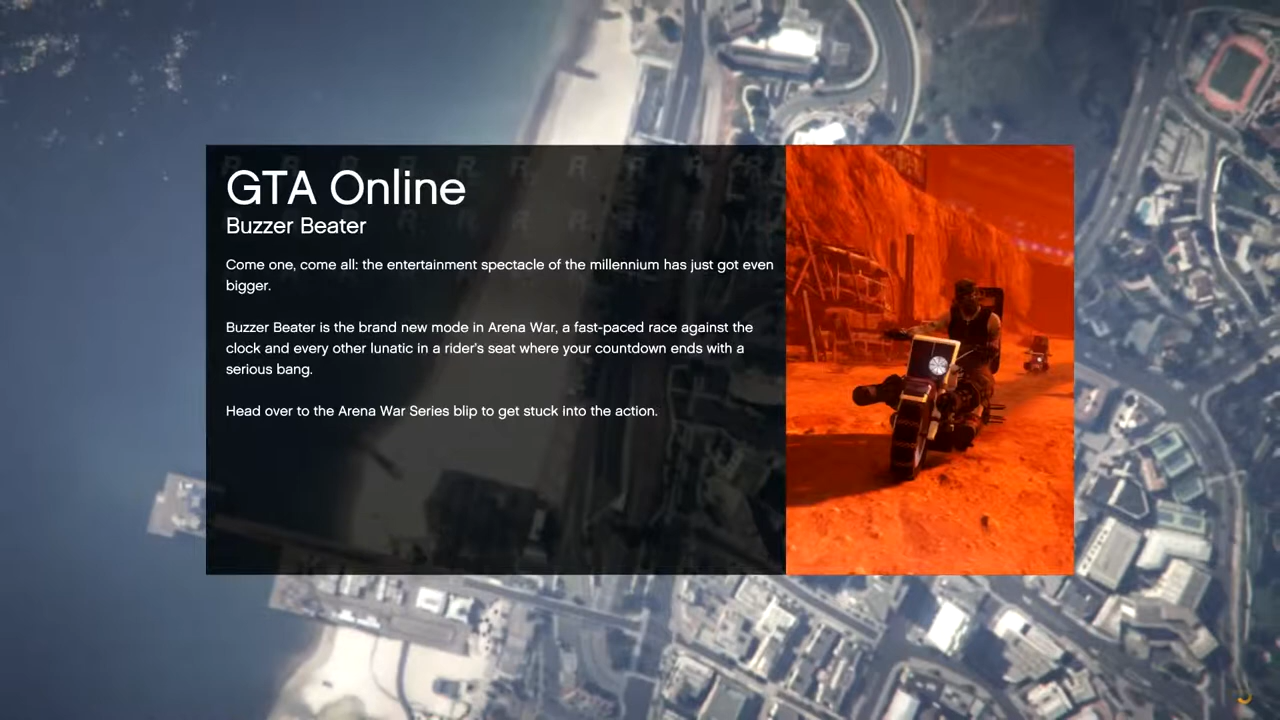 GTA Online
Buzzer Beater
Come one, come all: the entertainment spectacle of the millennium has just got even
bigger.
Buzzer Beater is the brand new mode in Arena War, a fast-paced race against the
clock and every other lunatic in a rider's seat where your countdown ends with a
serious bang.
Head over to the Arena War Series blip to get stuck into the action.